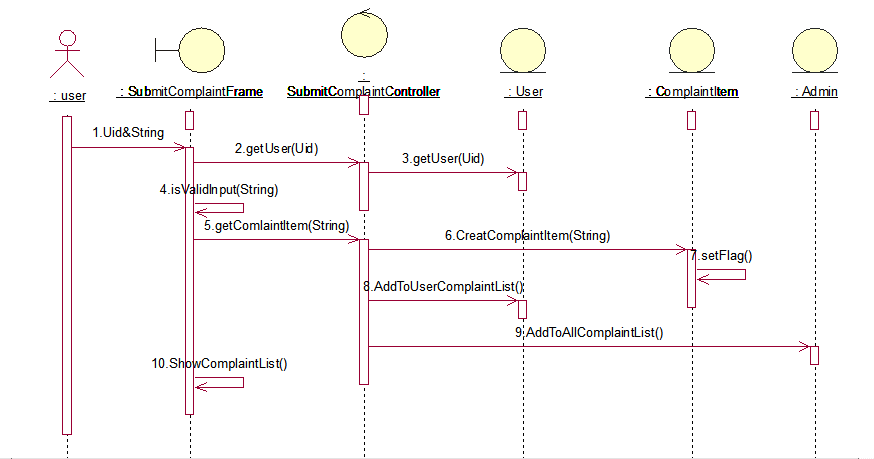 : user
: SubmitComplaintFrame
:
SubmitComplaintController
: User
: ComplaintItem
: Admin
1.Uid&String
2.getUser(Uid)
3.getUser(Uid)
4.isValidInput(String)
5.getComlaintItem(String)
6.CreatComplaintItem(String)
7.setFlag()
8.AddToUserComplaintList()
9.AddToAllComplaintList()
10.ShowComplaintList()